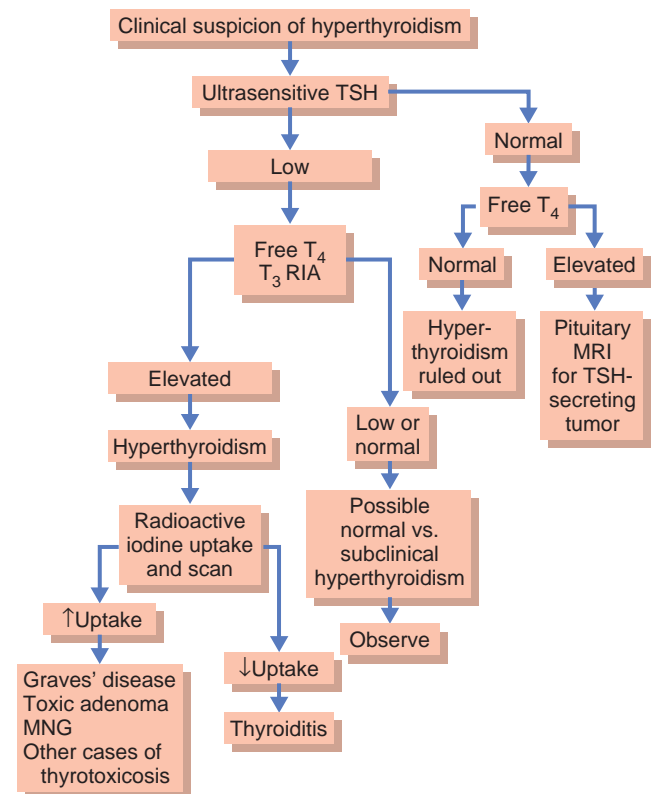 Clinical suspicion of hyperthyroidism
Ultrasensitive TSH
Normal
Low
Free T4
Free T4
T3 RIA
Normal
Elevated
Hyper-
thyroidism
ruled out
Pituitary
MRI
for TSH-
secreting
tumor
Elevated
Hyperthyroidism
Low or
normal
Radioactive
iodine uptake
and scan
Possible
normal vs.
subclinical
hyperthyroidism
↑Uptake
Observe
↓Uptake
Graves' disease
Toxic adenoma
MNG
Other cases of
thyrotoxicosis
Thyroiditis